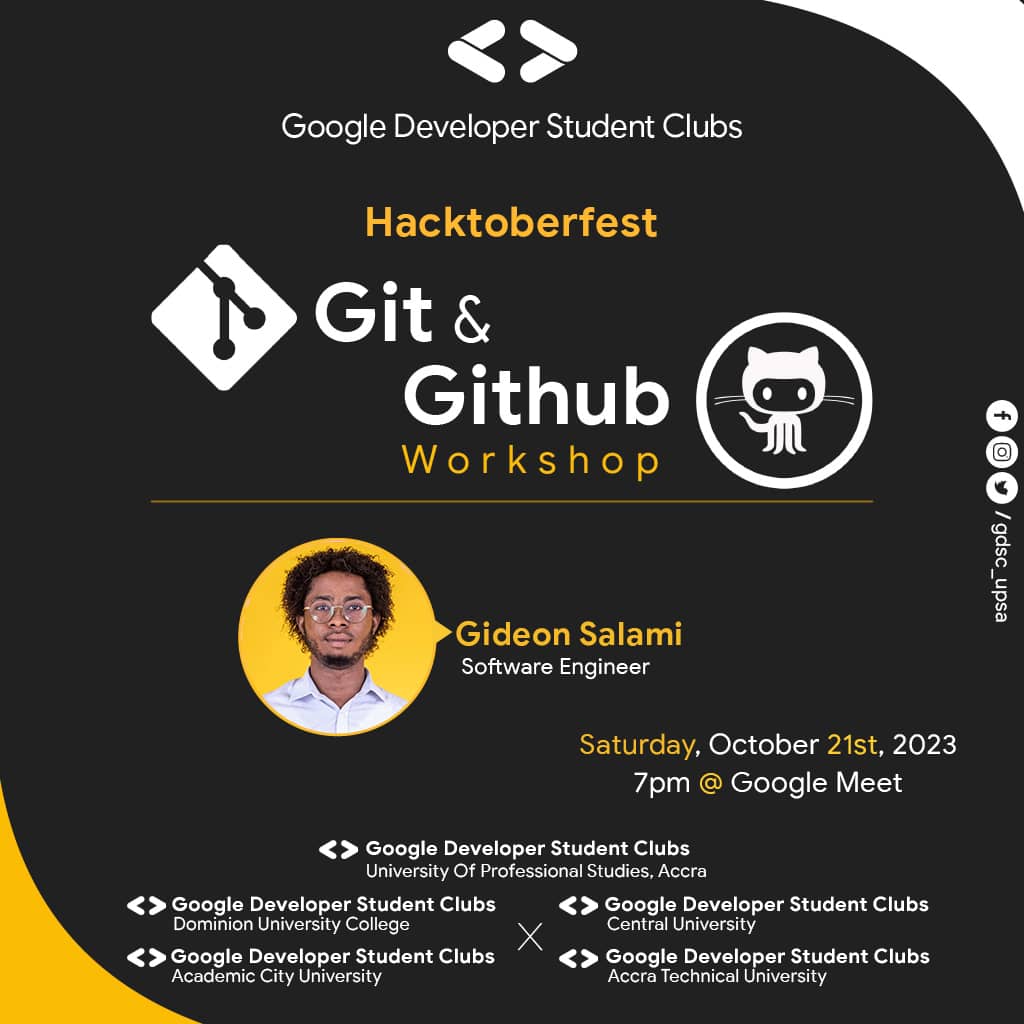 Google Developer Student Clubs
Hacktoberfest
Git &
Github
Workshop
/gdsc_upsa
Gideon Salami
Software Engineer
Saturday, October 21st, 2023
7pm @ Google Meet
Google Developer Student Clubs
University Of Professional Studies, Accra
Google Developer Student Clubs
Dominion University College
Google Developer Student Clubs
Central University
Google Developer Student Clubs
Academic City University
Google Developer Student Clubs
Accra Technical University